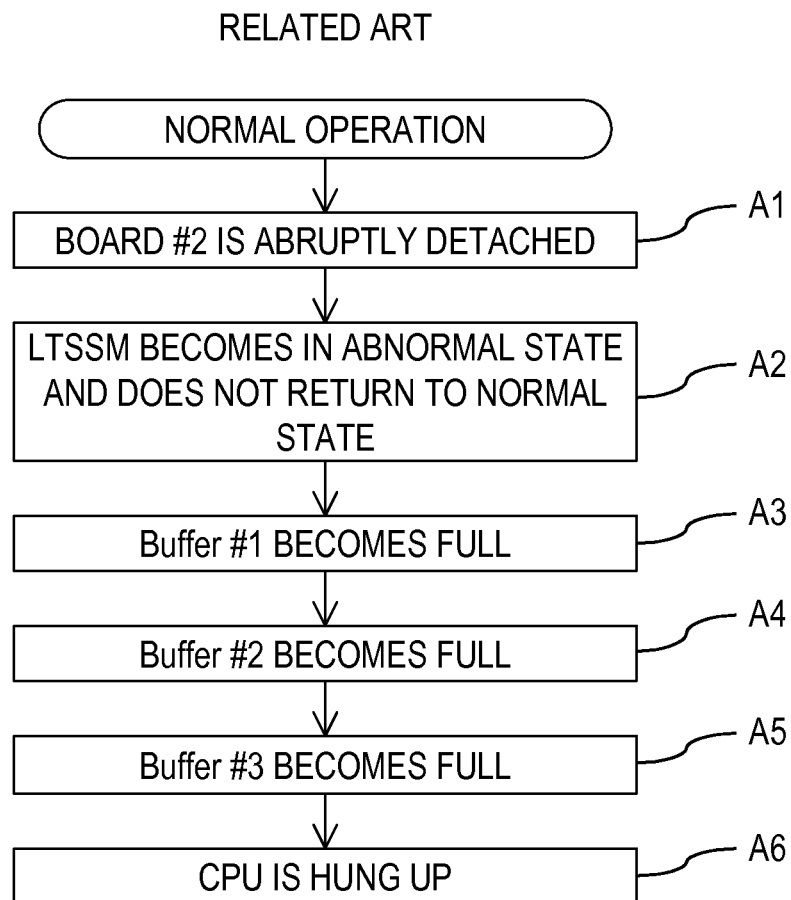 RELATED ART
NORMAL OPERATION
A1
BOARD #2 IS ABRUPTLY DETACHED
LTSSM BECOMES IN ABNORMAL STATE
AND DOES NOT RETURN TO NORMAL
STATE
A2
Buffer #1 BECOMES FULL
A3
Buffer #2 BECOMES FULL
A4
Buffer #3 BECOMES FULL
A5
CPU IS HUNG UP
A6